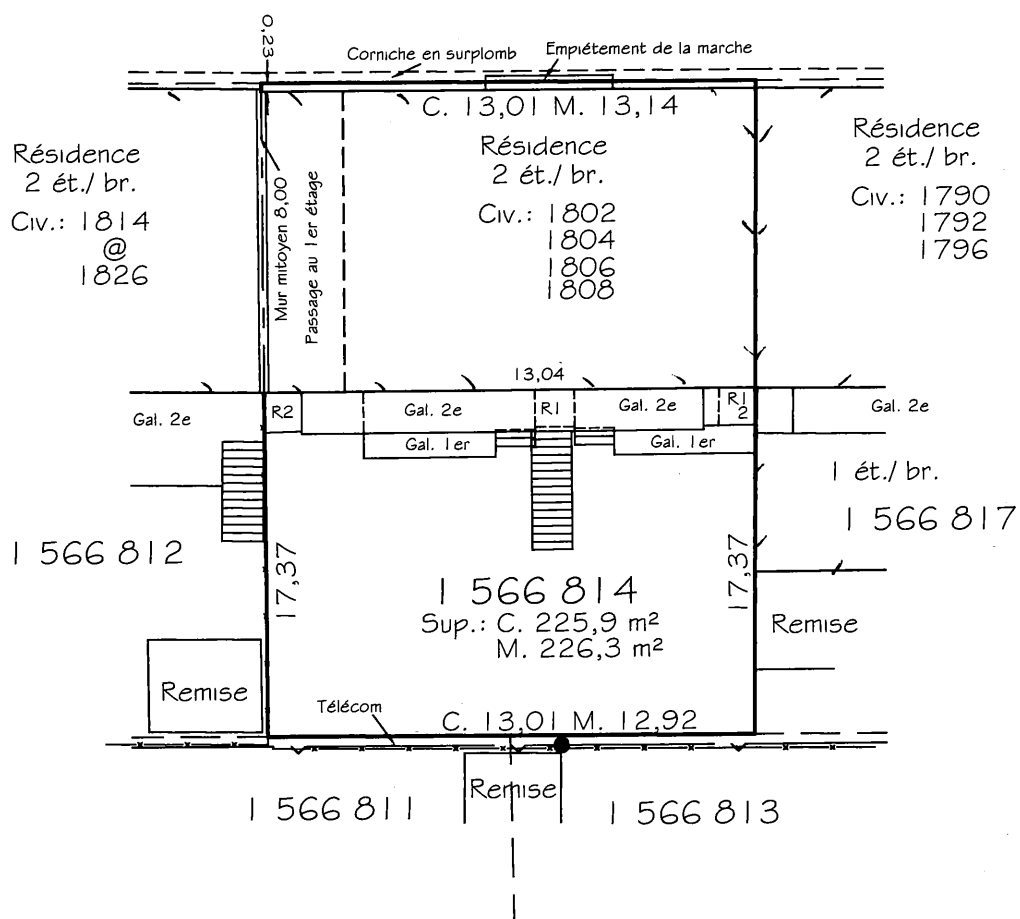 0,23
Corniche en surplomb
Empiétement de la marche
C. 13,01 M. 13,14
Résidence
2 ét./ br.
Civ.: 1814
@
1826
Mur mitoyen 8,00
Passage au 1er étage
Résidence
2 ét./ br.
Civ.: 1802
1804
1806
1808
Résidence
2 ét./ br.
Civ.: 1790
1792
1796
13,04
Gal. 2e
R2
Gal. 2e
R1
Gal. 2e
R1
2
Gal. 2e
Gal. 1er
Gal. 1er
1 ét./ br.
1 566 817
1 566 812
17,37
17,37
1 566 814
Sup.: C. 225,9 m²
M. 226,3 m²
Remise
Remise
Télécom
C. 13,01 M. 12,92
Remise
1 566 811
1 566 813